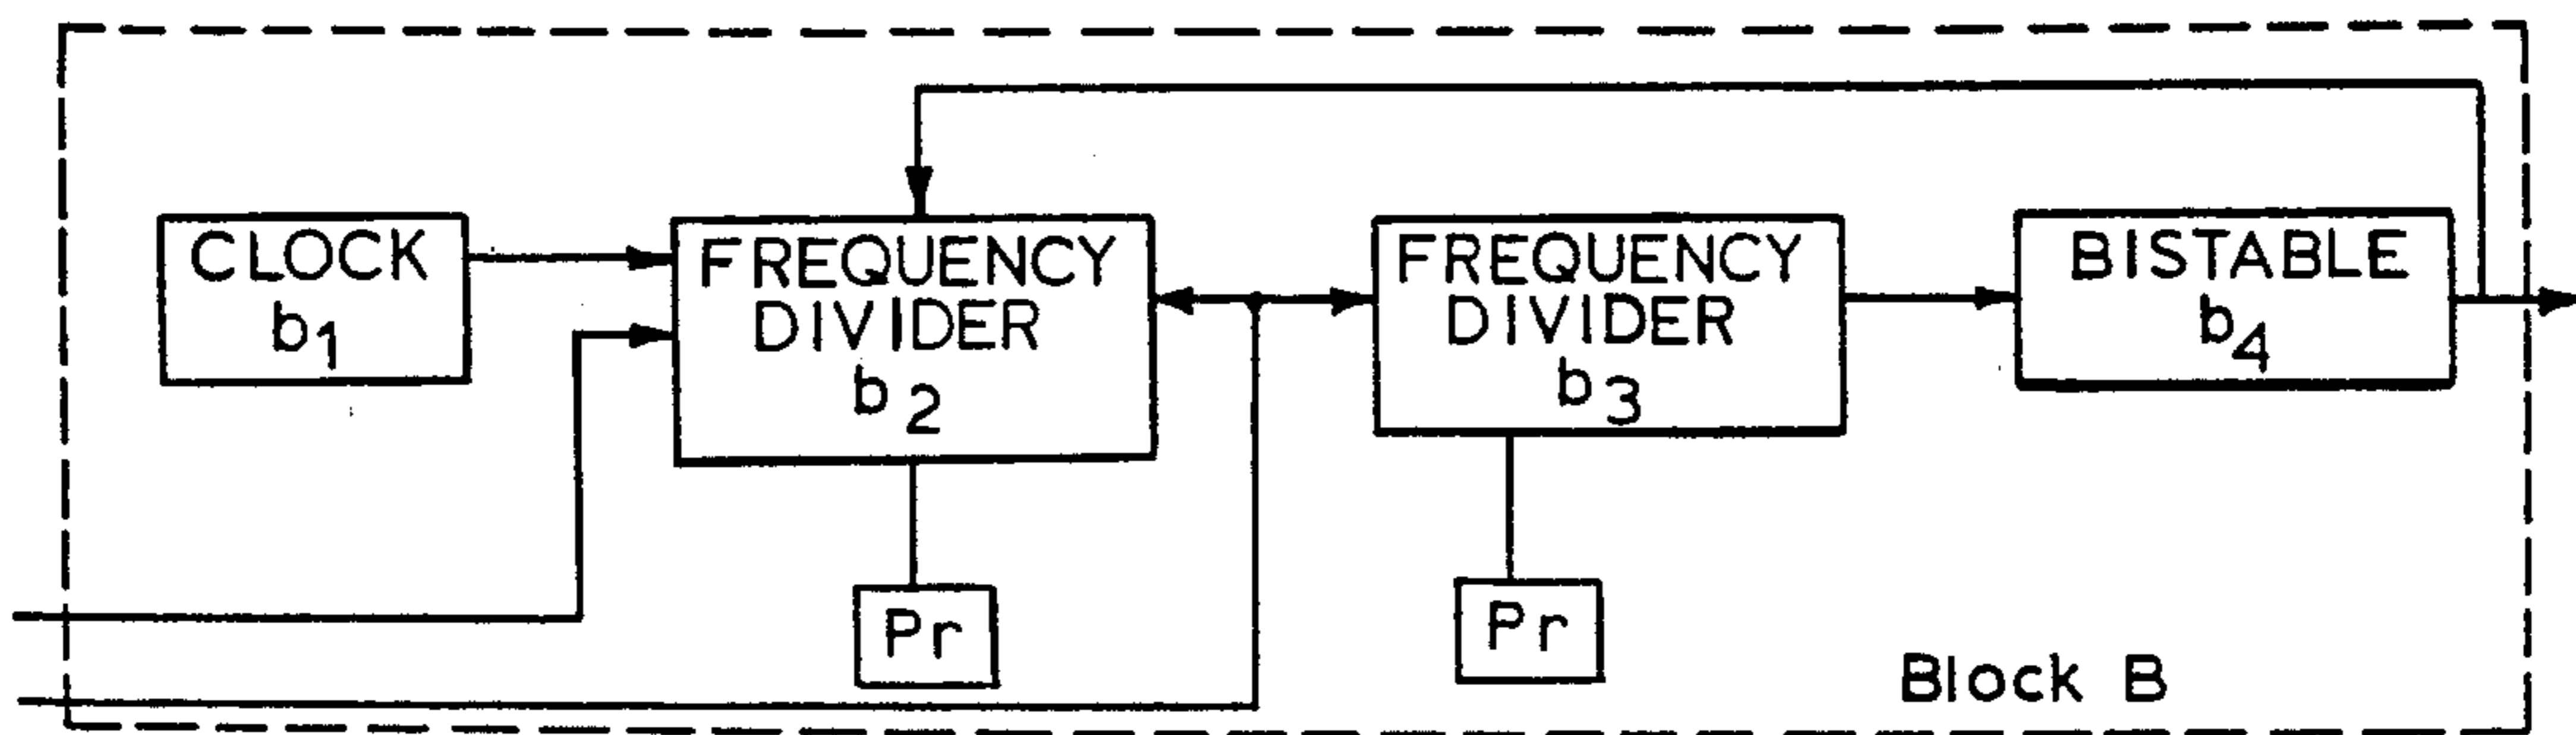 CLOCK
b1
FREQUENCY
DIVIDER
b2
FREQUENCY
DIVIDER
b3
BISTABLE
b4
Pr
Pr
Block B